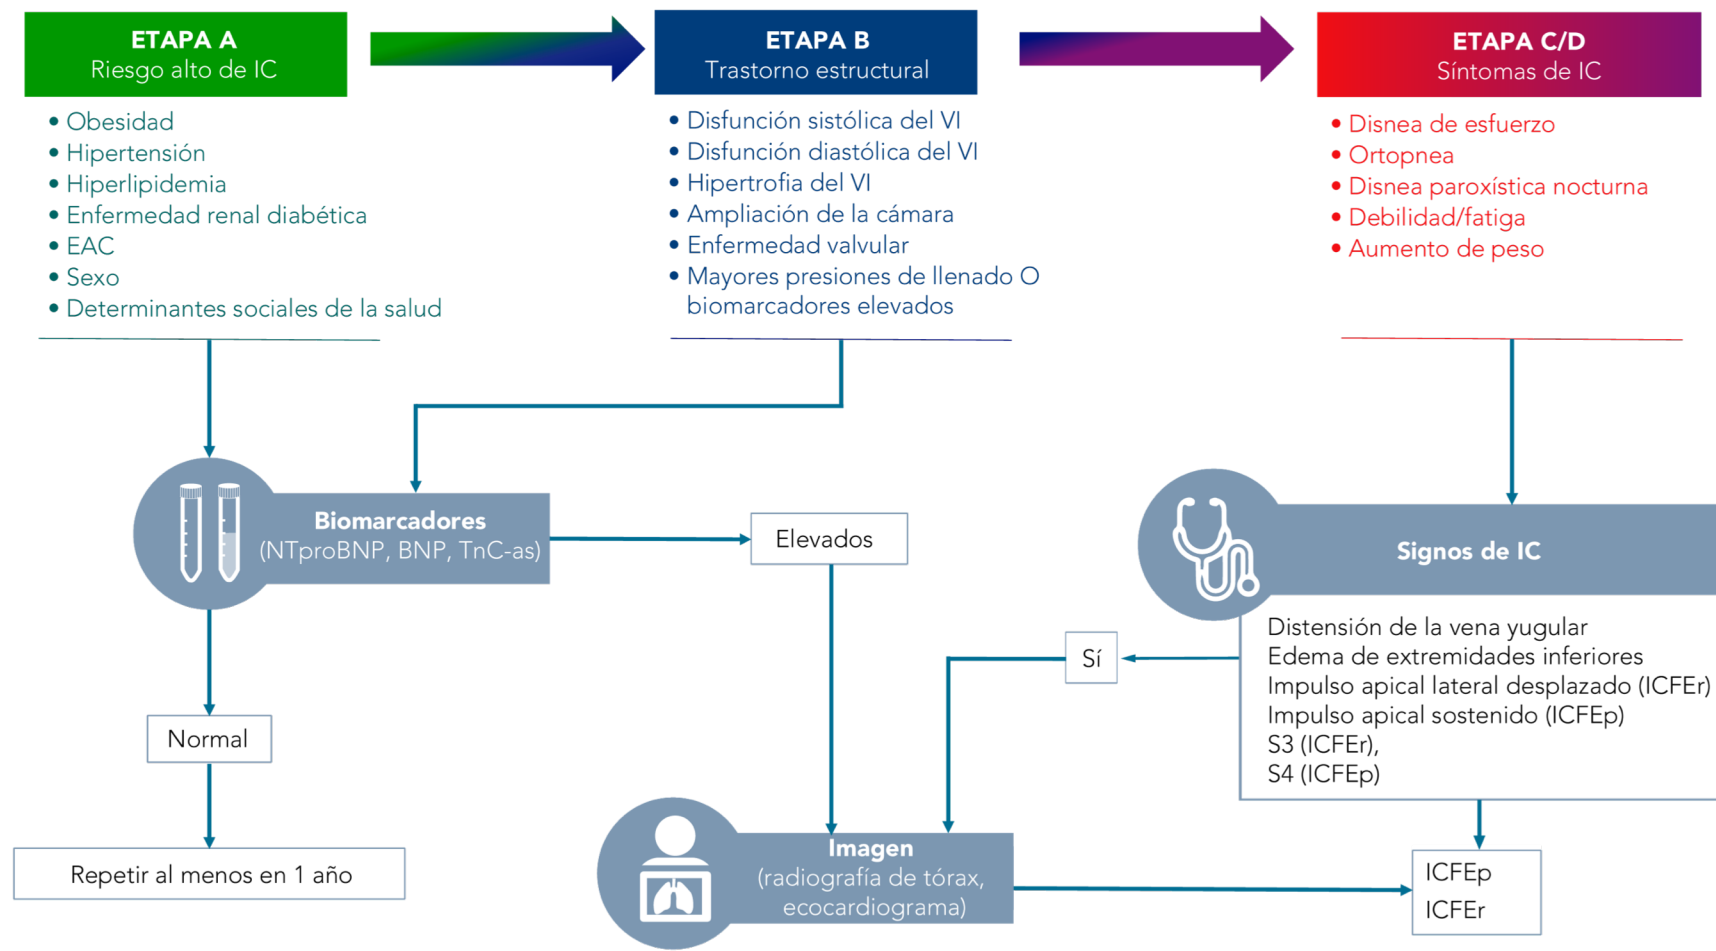 ETAPA A
Riesgo alto de IC
ETAPA B
Trastorno estructural
ETAPA C/D
Síntomas de IC
• Obesidad
• Hipertensión
• Hiperlipidemia
• Enfermedad renal diabética
• EAC
• Sexo
• Determinantes sociales de la salud
• Disfunción sistólica del VI
• Disfunción diastólica del VI
• Hipertrofia del VI
• Ampliación de la cámara
• Enfermedad valvular
• Mayores presiones de llenado O
biomarcadores elevados
• Disnea de esfuerzo
• Ortopnea
• Disnea paroxística nocturna
• Debilidad/fatiga
• Aumento de peso
Biomarcadores
(NTproBNP, BNP, TnC-as)
Elevados
Signos de IC
Distensión de la vena yugular
Edema de extremidades inferiores
Impulso apical lateral desplazado (ICFEr)
Impulso apical sostenido (ICFEp)
S3 (ICFEr),
S4 (ICFEp)
Sí
Normal
Repetir al menos en 1 año
Imagen
(radiografía de tórax,
ecocardiograma)
ICFEp
ICFEr